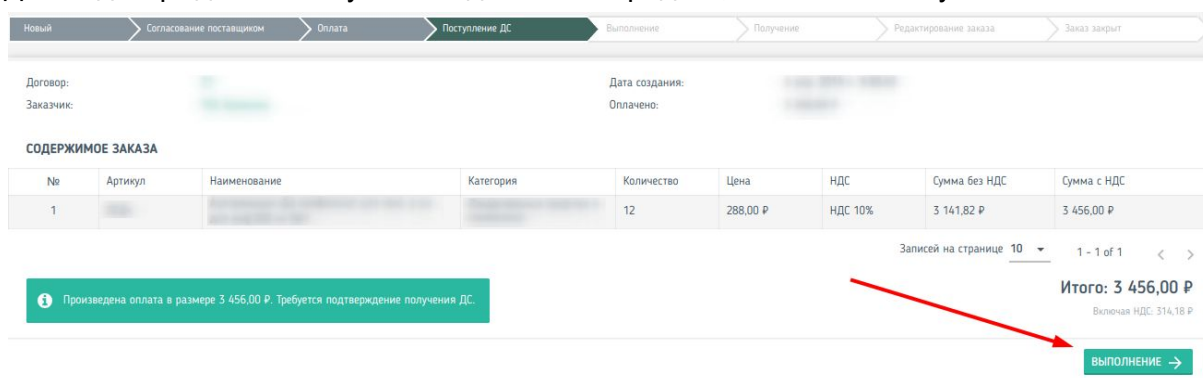 Новый Согласование поставщиком Оплата Поступление ДС Выполнение Получение Редактирование заказа Заказ закрыт
Договор: Дата создания:
Заказчик: Оплачено:
СОДЕРЖИМОЕ ЗАКАЗА
№ Артикул Наименование Категория Количество Цена НДС Сумма без НДС Сумма с НДС
1 12 288,00 ₽ НДС 10% 3 141,82 ₽ 3 456,00 ₽
Записей на странице 10 1 - 1 of 1
Произведена оплата в размере 3 456,00 ₽. Требуется подтверждение получения ДС.
Итого: 3 456,00 ₽
Включая НДС: 314,18 ₽
ВЫПОЛНЕНИЕ →